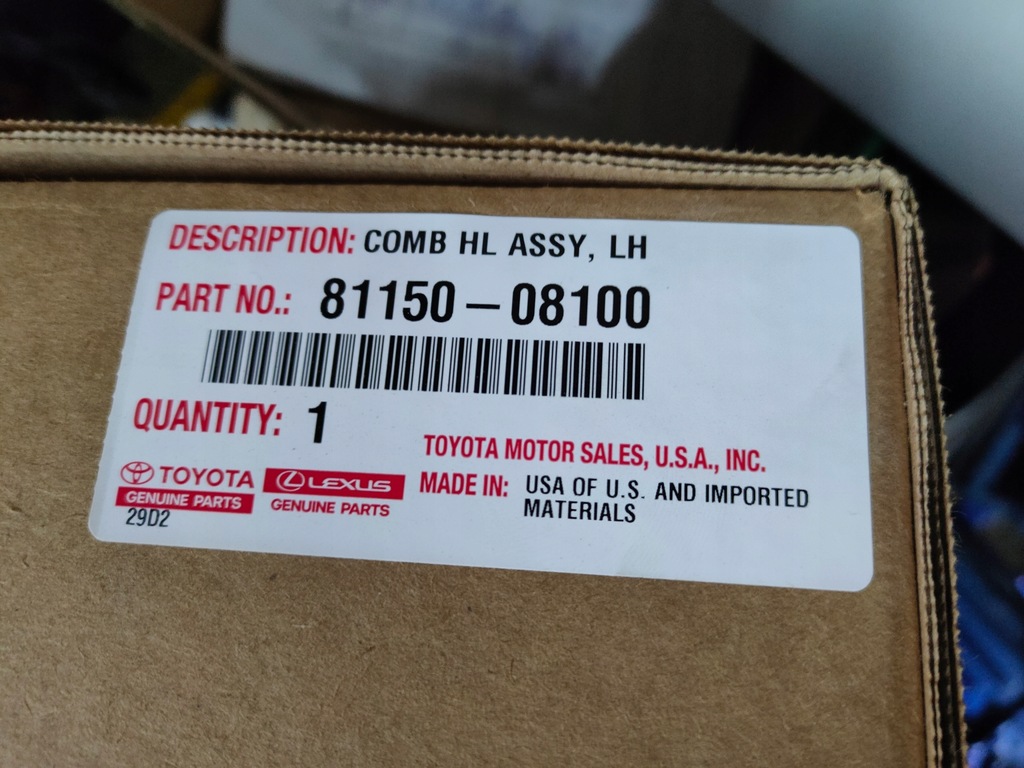 DESCRIPTION: COMB HL ASSY, LH
PART NO.: 81150-08100
QUANTITY: 1
TOYOTA MOTOR SALES, U.S.A., INC.
TOYOTA
GENUINE PARTS
LEXUS
GENUINE PARTS
MADE IN: USA OF U.S. AND IMPORTED
MATERIALS
29D2